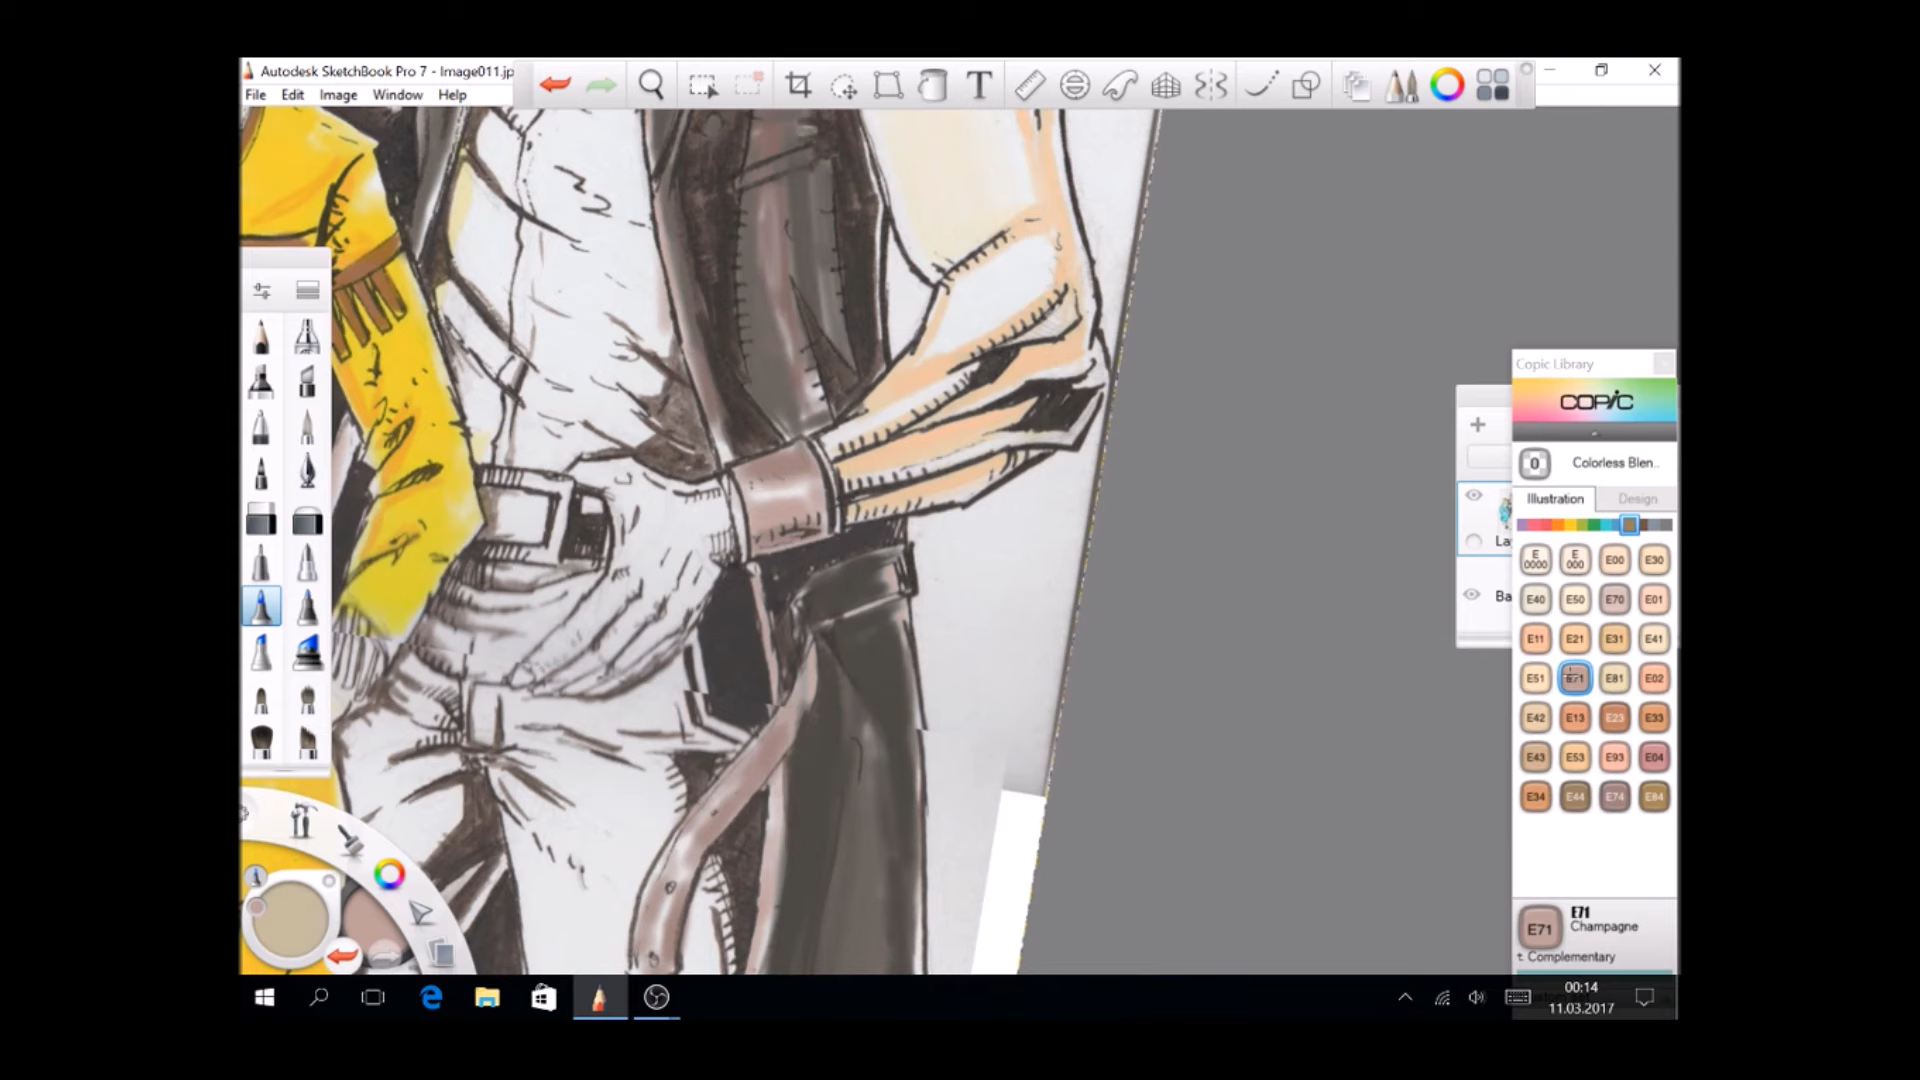 Autodesk SketchBook Pro 7 - Image011.jp
File Edit Image Window Help
T
Copic Library
COPIC
0 Colorless Blen..
Illustration Design
E0000 E000 E00 E30
E40 E50 E70 E01
E11 E21 E31 E41
E51 E71 E81 E02
E42 E13 E23 E33
E43 E53 E93 E04
E34 E44 E74 E84
La
Ba
E71
E71
Champagne
Complementary
00:14
11.03.2017